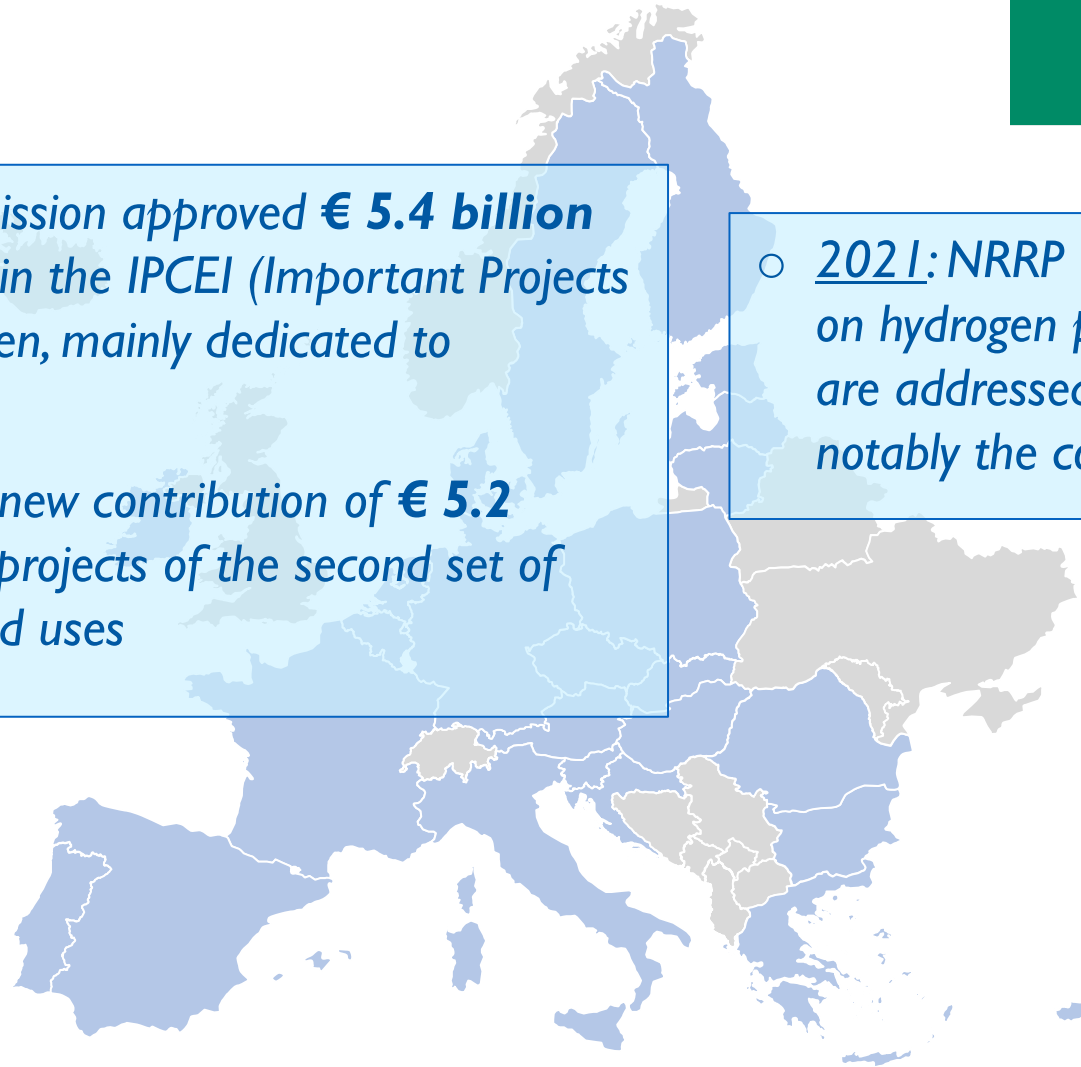 ission approved € 5.4 billion
in the IPCEI (Important Projects
en, mainly dedicated to
new contribution of € 5.2
projects of the second set of
d uses
2021: NRRP
on hydrogen
are addressed
notably the